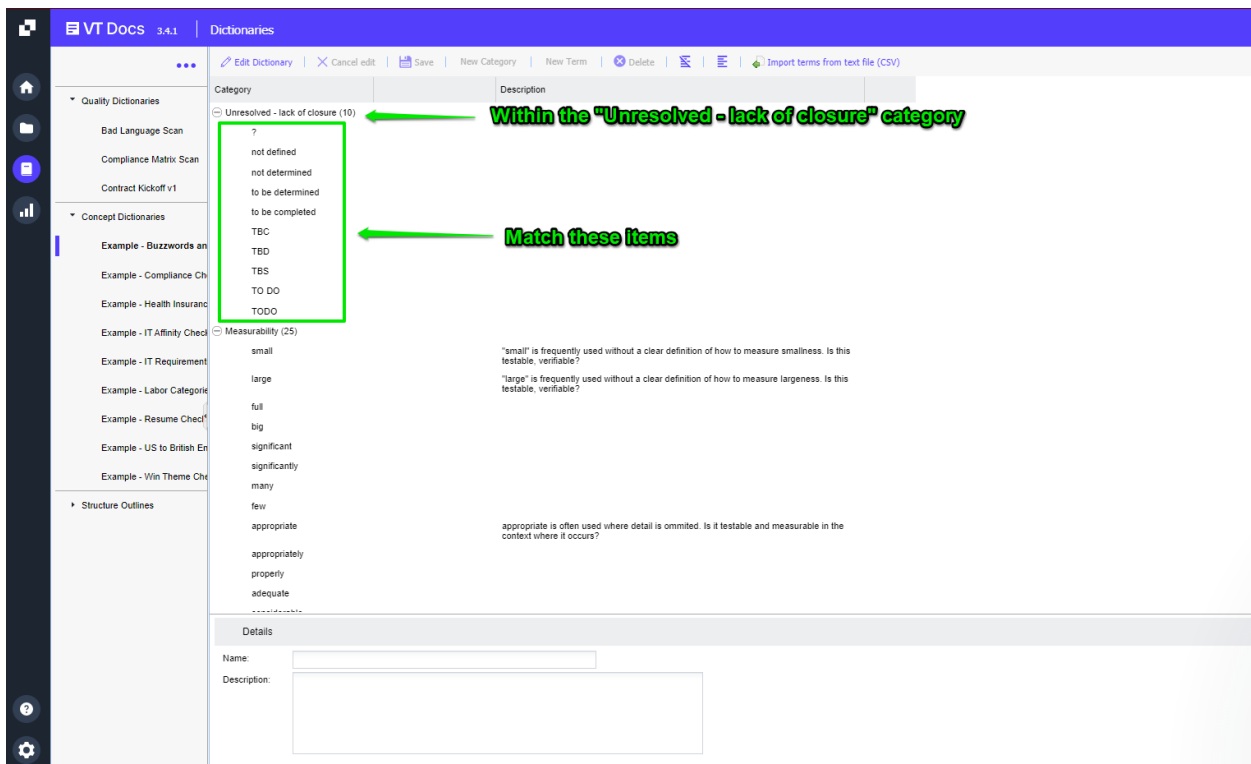 VT Docs 3.4.1 Dictionaries
Edit Dictionary Cancel edit Save New Category New Term Delete Import terms from text file (CSV)
Quality Dictionaries
Bad Language Scan
Compliance Matrix Scan
Contract Kickoff v1
Concept Dictionaries
Example - Buzzwords an
Example - Compliance Ch
Example - Health Insuranc
Example - IT Affinity Check
Example - IT Requirement
Example - Labor Categorie
Example - Resume Chec
Example - US to British En
Example - Win Theme Che
Structure Outlines
Category Description
Unresolved - lack of closure (10)
Within the "Unresolved - lack of closure" category
?
not defined
not determined
to be determined
to be completed
TBC
Match these items
TBD
TBS
TO DO
TODO
Measurability (25)
small
"small" is frequently used without a clear definition of how to measure smallness. Is this
testable, verifiable?
large
"large" is frequently used without a clear definition of how to measure largeness. Is this
testable, verifiable?
full
big
significant
significantly
many
few
appropriate
appropriate is often used where detail is ommited. Is it testable and measurable in the
context where it occurs?
appropriately
properly
adequate
Details
Name:
Description: